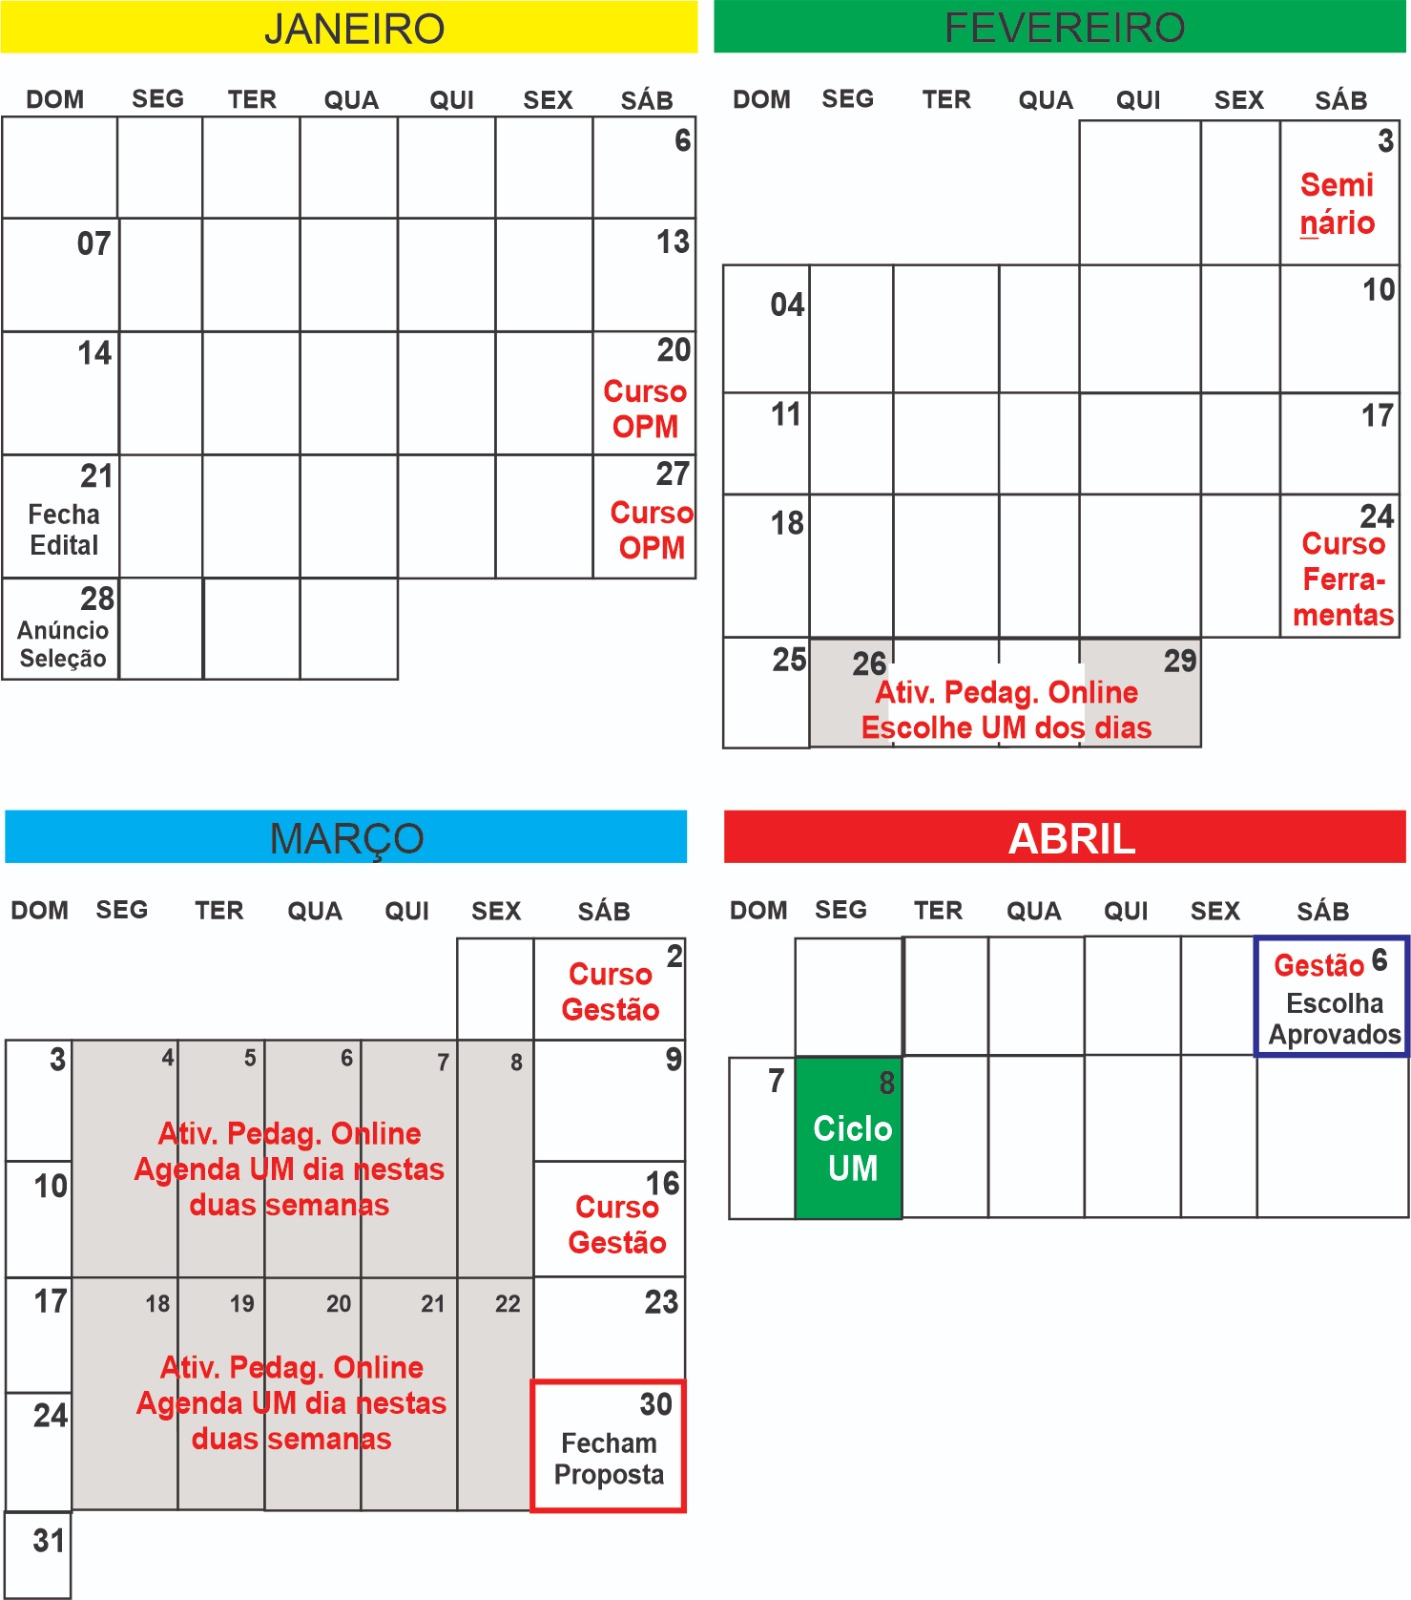 JANEIRO
DOM SEG TER QUA QUI SEX SÁB
6
07 13
14 20
Curso
OPM
21 27
Fecha
Edital
Curso
OPM
28
Anúncio
Seleção
FEVEREIRO
DOM SEG TER QUA QUI SEX SÁB
3
Semi
nário
04 10
11 17
18 24
Curso
Ferra-
mentas
25 26 29
Ativ. Pedag. Online
Escolhe UM dos dias
MARÇO
DOM SEG TER QUA QUI SEX SÁB
2
Curso
Gestão
3 4 5 6 7 8 9
Ativ. Pedag. Online
Agenda UM dia nestas
duas semanas
10 16
Curso
Gestão
17 18 19 20 21 22 23
Ativ. Pedag. Online
Agenda UM dia nestas
duas semanas
24 30
Fecham
Proposta
31
ABRIL
DOM SEG TER QUA QUI SEX SÁB
Gestão 6
Escolha
Aprovados
7 8
Ciclo
UM